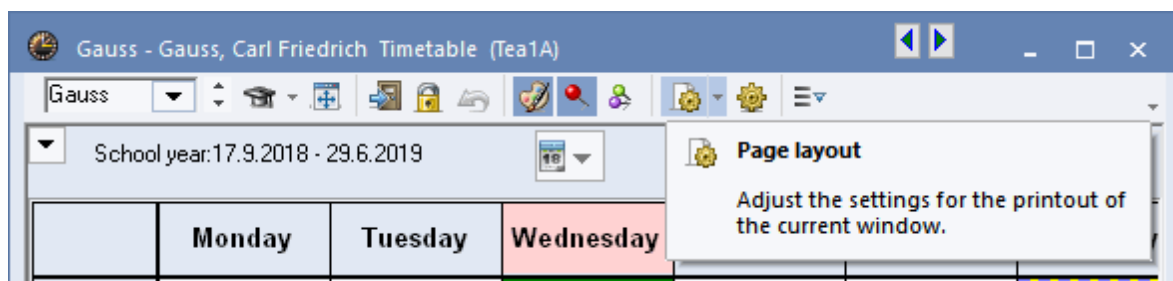 Gauss - Gauss, Carl Friedrich Timetable (Tea1A)
Gauss
School year:17.9.2018 - 29.6.2019
18
Page layout
Adjust the settings for the printout of
the current window.
Monday Tuesday Wednesday